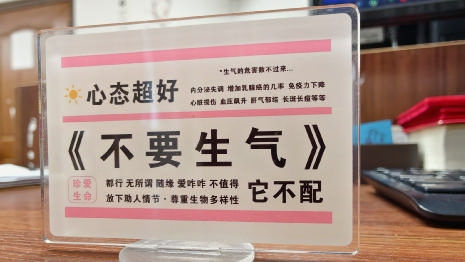 *生气的危害数不过来...
心态超好
内分泌失调 增加乳腺癌的几率 免疫力下降
心脏损伤 血压飙升 肝气郁结 长斑长痘等等
《不要生气》
珍爱
生命
都行 无所谓 随缘 爱咋咋 不值得
放下助人情节·尊重生物多样性
它不配